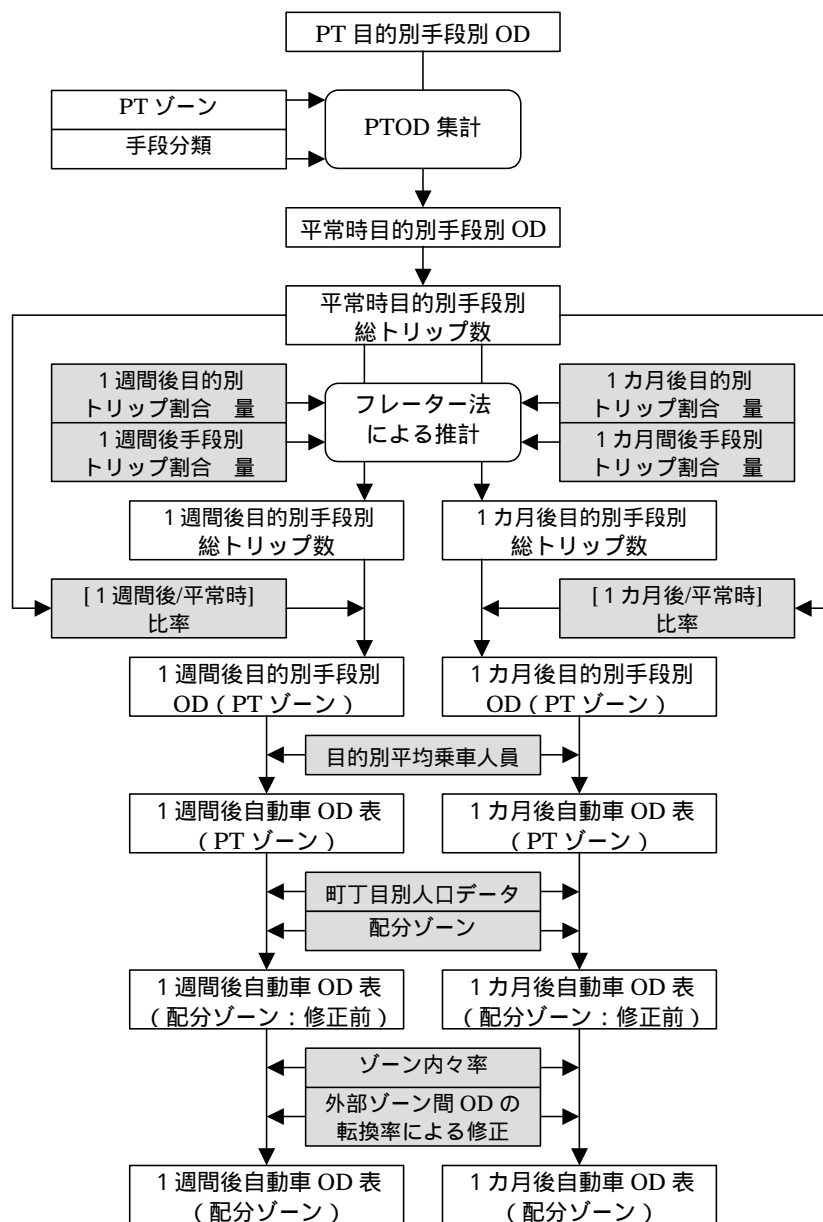 PT 目的別手段別 OD
PT ゾーン
手段分類
PTOD 集計
平常時目的別手段別 OD
平常時目的別手段別
総トリップ数
1 週間後目的別
トリップ割合　量
1 週間後手段別
トリップ割合　量
フレーター法
による推計
1 カ月後目的別
トリップ割合　量
1 カ月間後手段別
トリップ割合　量
1 週間後目的別手段別
総トリップ数
1 カ月後目的別手段別
総トリップ数
[ 1 週間後/平常時]
比率
[ 1 カ月後/平常時]
比率
1 週間後目的別手段別
OD（PT ゾーン）
1 カ月後目的別手段別
OD（PT ゾーン）
目的別平均乗車人員
1 週間後自動車 OD 表
（PT ゾーン）
1 カ月後自動車 OD 表
（PT ゾーン）
町丁目別人口データ
配分ゾーン
1 週間後自動車 OD 表
（配分ゾーン：修正前）
1 カ月後自動車 OD 表
（配分ゾーン：修正前）
ゾーン内々率
外部ゾーン間 OD の
転換率による修正
1 週間後自動車 OD 表
（配分ゾーン）
1 カ月後自動車 OD 表
（配分ゾーン）